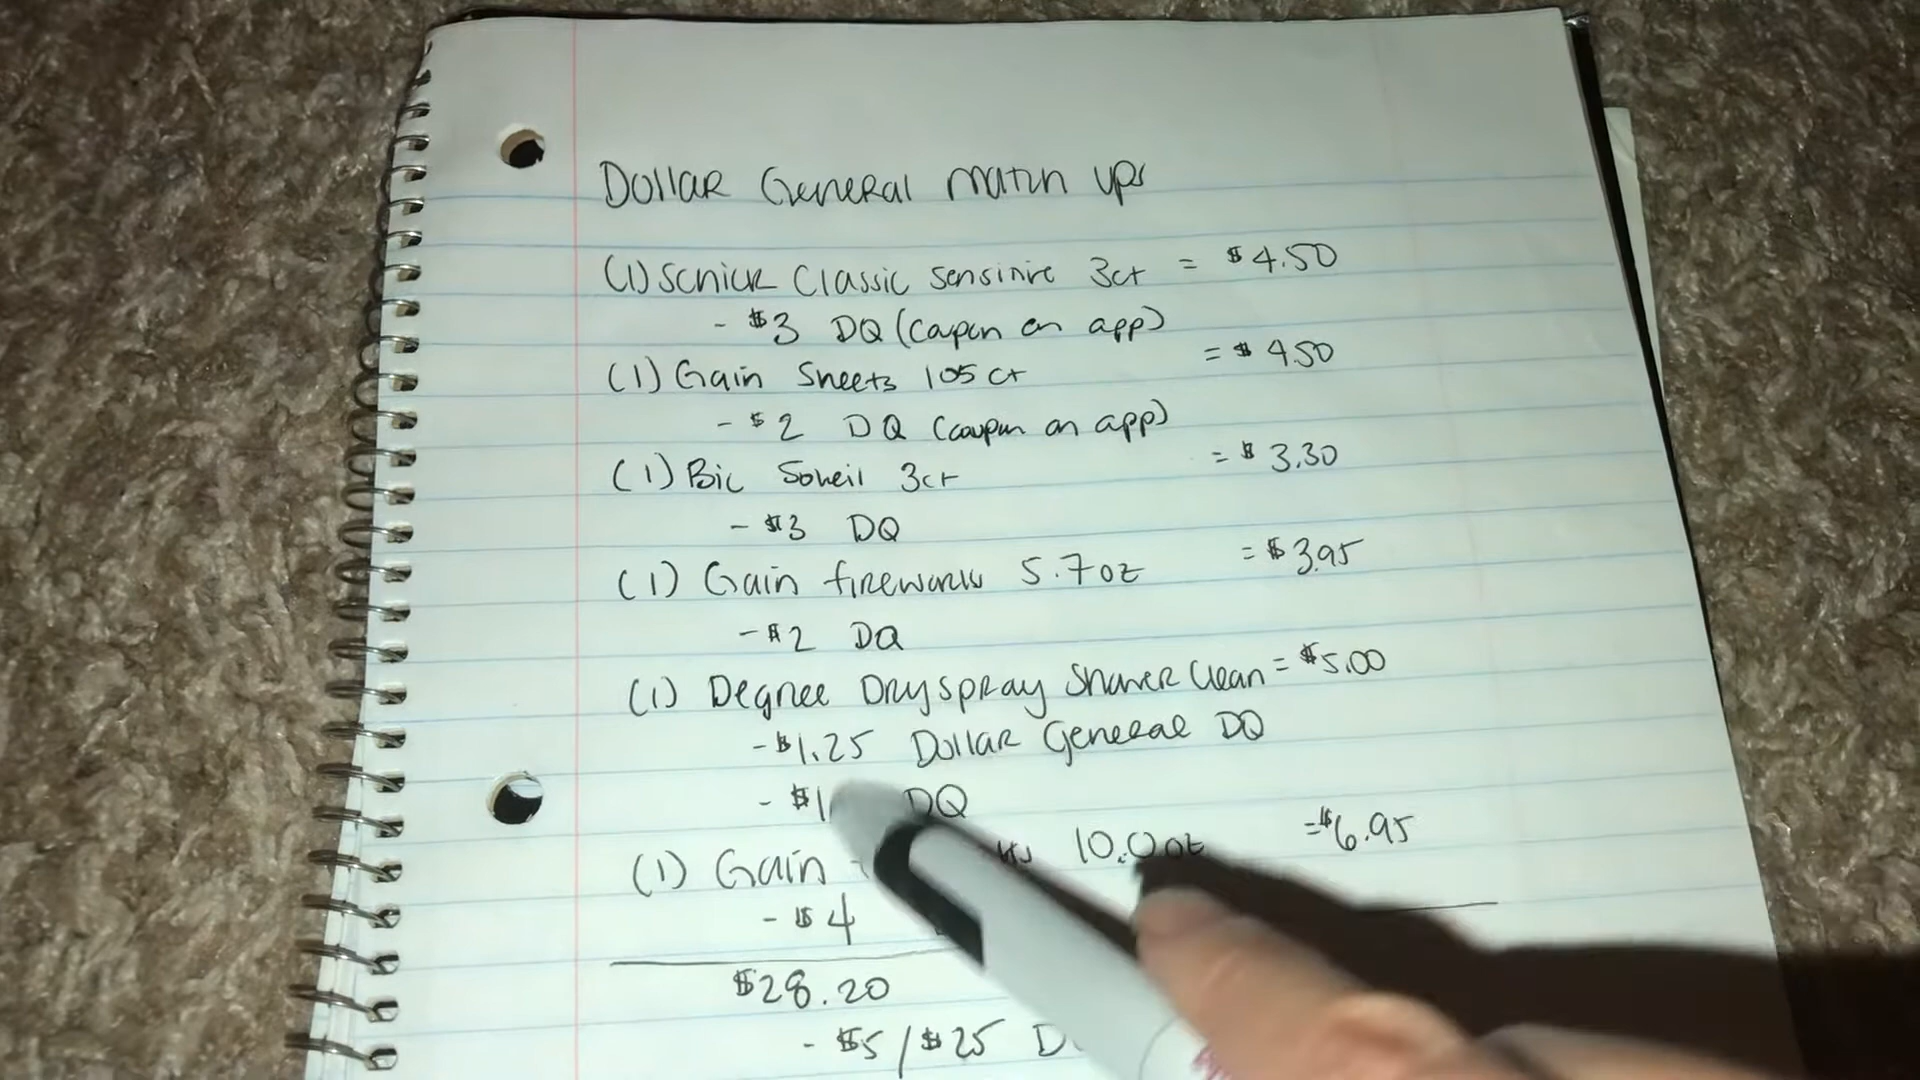 Dollar General Match ups
(1) Schick Classic Sensitive 3ct = $4.50
- $3 DQ (coupon on app)
(1) Gain Sheets 105 ct = $4.50
- $2 DQ (coupon on app)
(1) Bic Soleil 3ct = $3.30
- $3 DQ
(1) Gain fireworks 5.7oz = $3.95
- $2 DQ
(1) Degree Dryspray Shower Clean = $5.00
- $1.25 Dollar General DQ
- $1 DQ
(1) Gain 10.0oz = $6.95
- $4
$28.20
- $5/$25